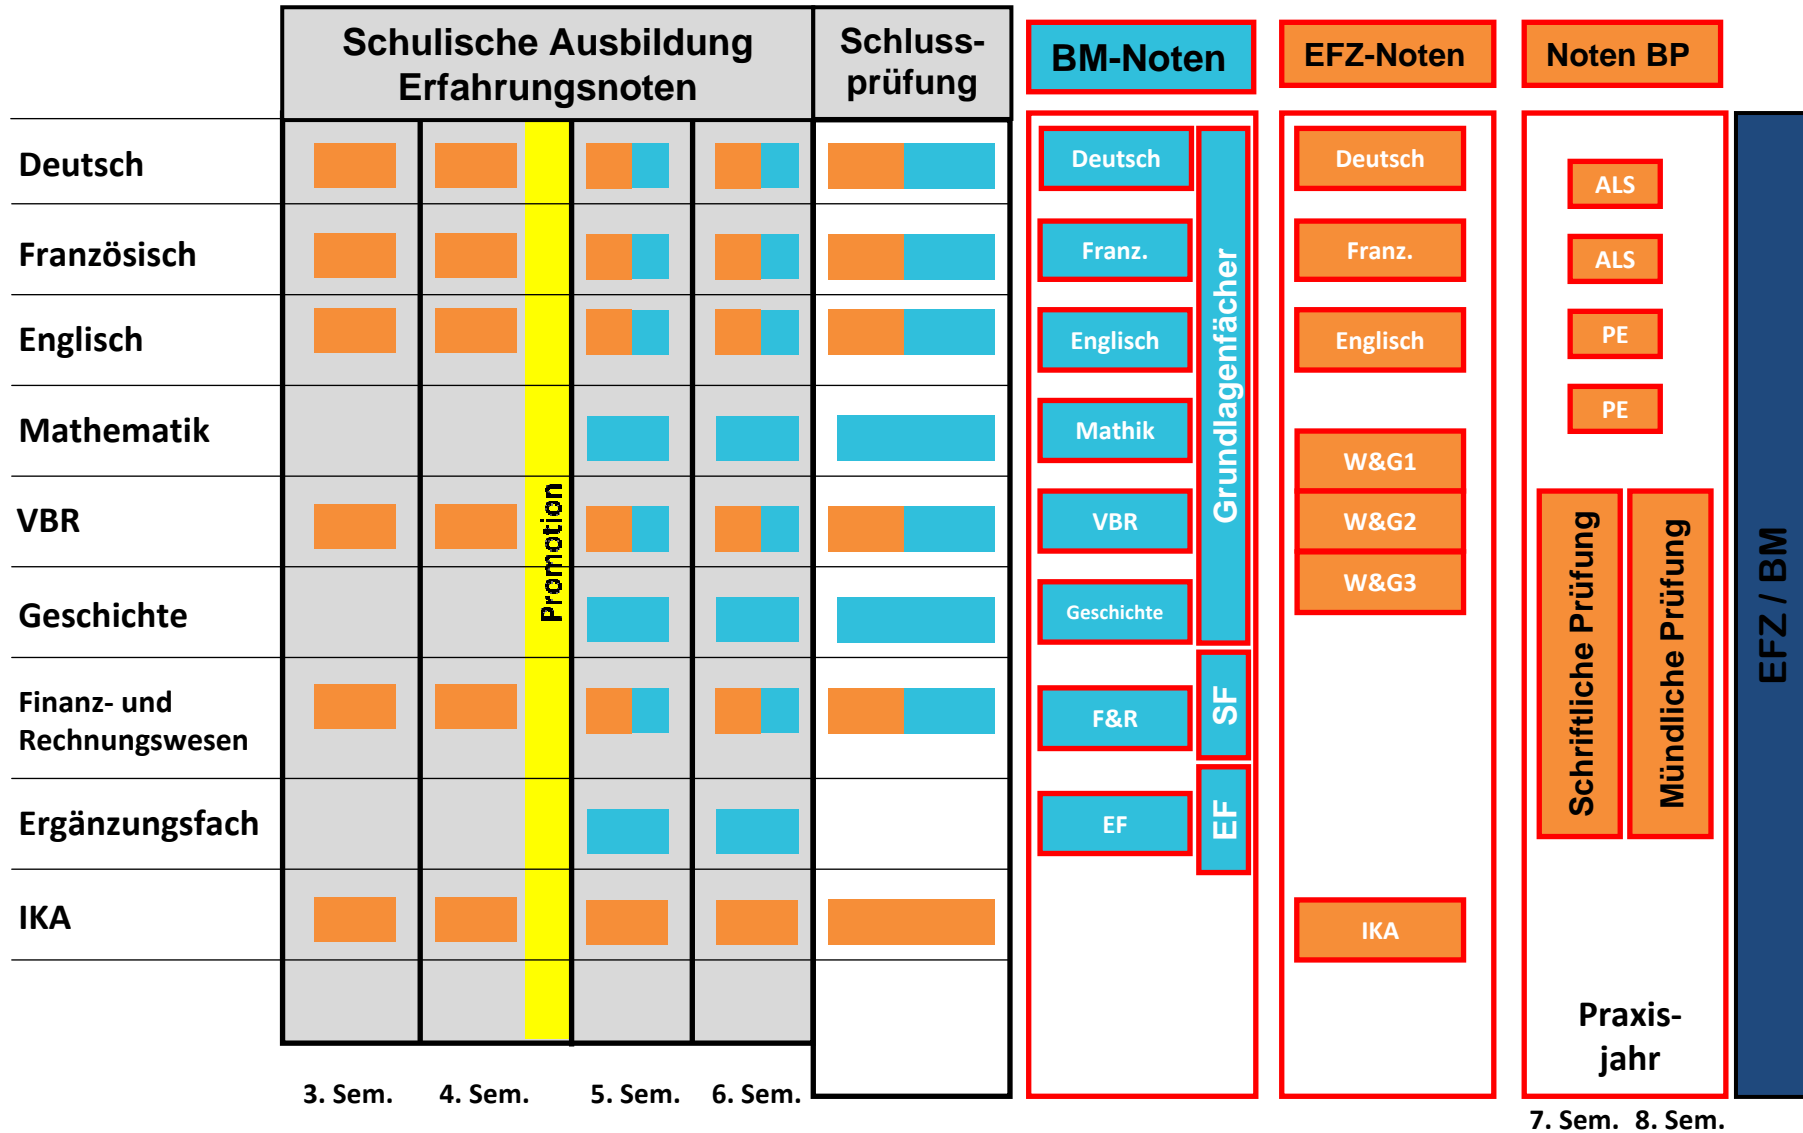 Schulische Ausbildung
Erfahrungsnoten
Schluss-
prüfung
BM-Noten
EFZ-Noten
Noten BP
Deutsch
Französisch
Englisch
Mathematik
VBR
Geschichte
Finanz- und
Rechnungswesen
Ergänzungsfach
IKA
Promotion
Deutsch
Franz.
Englisch
Mathik
VBR
Geschichte
F&R
EF
Grundlagenfächer
SF
EF
Deutsch
Franz.
Englisch
W&G1
W&G2
W&G3
IKA
ALS
ALS
PE
PE
Schriftliche Prüfung
Mündliche Prüfung
Praxis-
jahr
EFZ / BM
3. Sem.
4. Sem.
5. Sem.
6. Sem.
7. Sem.
8. Sem.